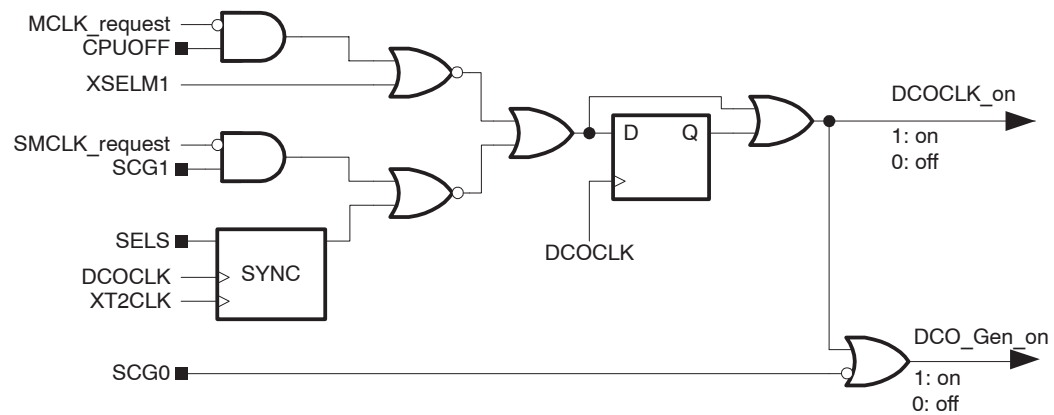 MCLK_request
CPUOFF
XSELM1
SMCLK_request
SCG1
SELS
DCOCLK
XT2CLK
SYNC
SCG0
D Q
DCOCLK
DCOCLK_on
1: on
0: off
DCO_Gen_on
1: on
0: off